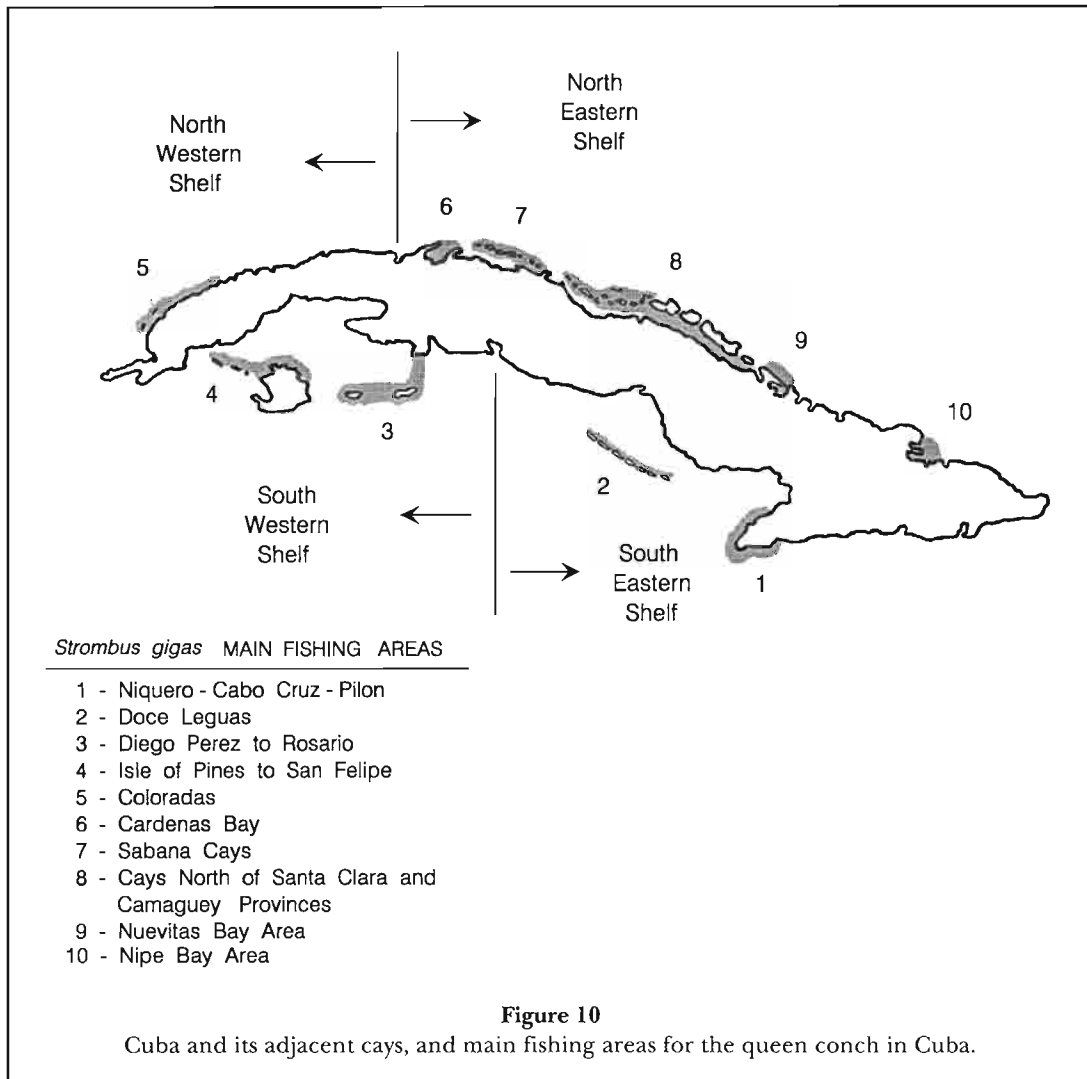 North
Western
Shelf
North
Eastern
Shelf
5
6
7
8
9
10
4
3
2
1
South
Western
Shelf
South
Eastern
Shelf
Strombus gigas MAIN FISHING AREAS
1 - Niquero - Cabo Cruz - Pilon
2 - Doce Leguas
3 - Diego Perez to Rosario
4 - Isle of Pines to San Felipe
5 - Coloradas
6 - Cardenas Bay
7 - Sabana Cays
8 - Cays North of Santa Clara and
Camaguey Provinces
9 - Nuevitas Bay Area
10 - Nipe Bay Area
Figure 10
Cuba and its adjacent cays, and main fishing areas for the queen conch in Cuba.